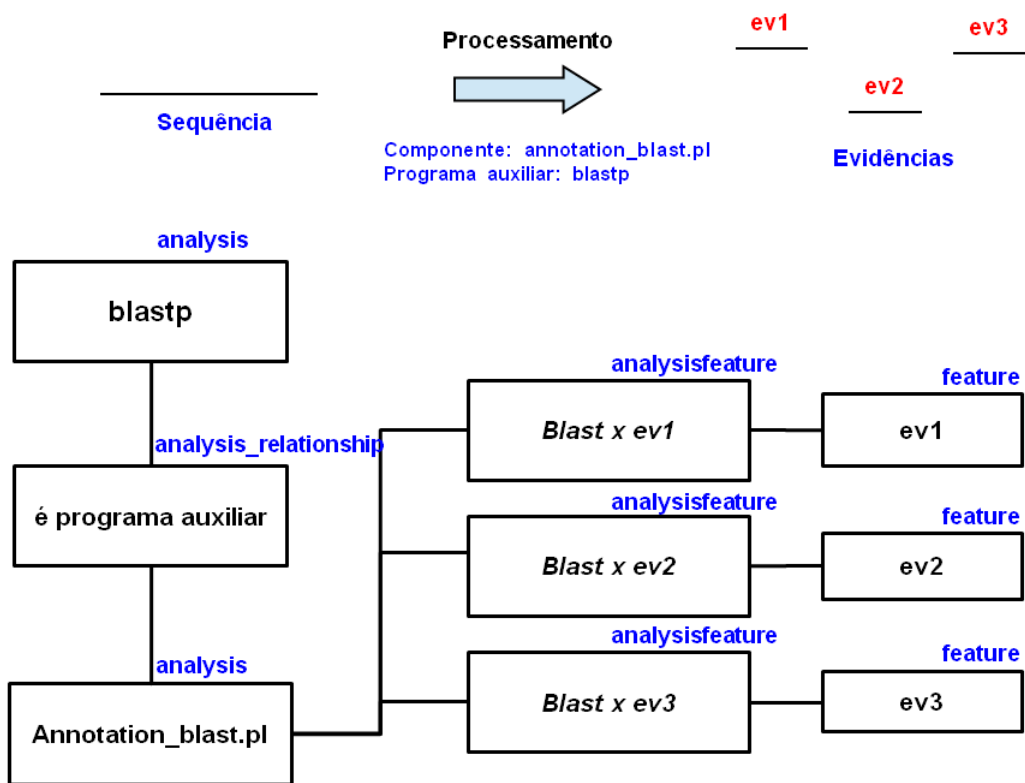 ev1
ev3
Processamento
ev2
Sequência
Componente: annotation_blast.pl
Programa auxiliar: blastp
Evidências
analysis
blastp
analysisfeature
feature
Blast x ev1
ev1
analysis_relationship
é programa auxiliar
analysisfeature
feature
Blast x ev2
ev2
analysisfeature
feature
analysis
Annotation_blast.pl
Blast x ev3
ev3